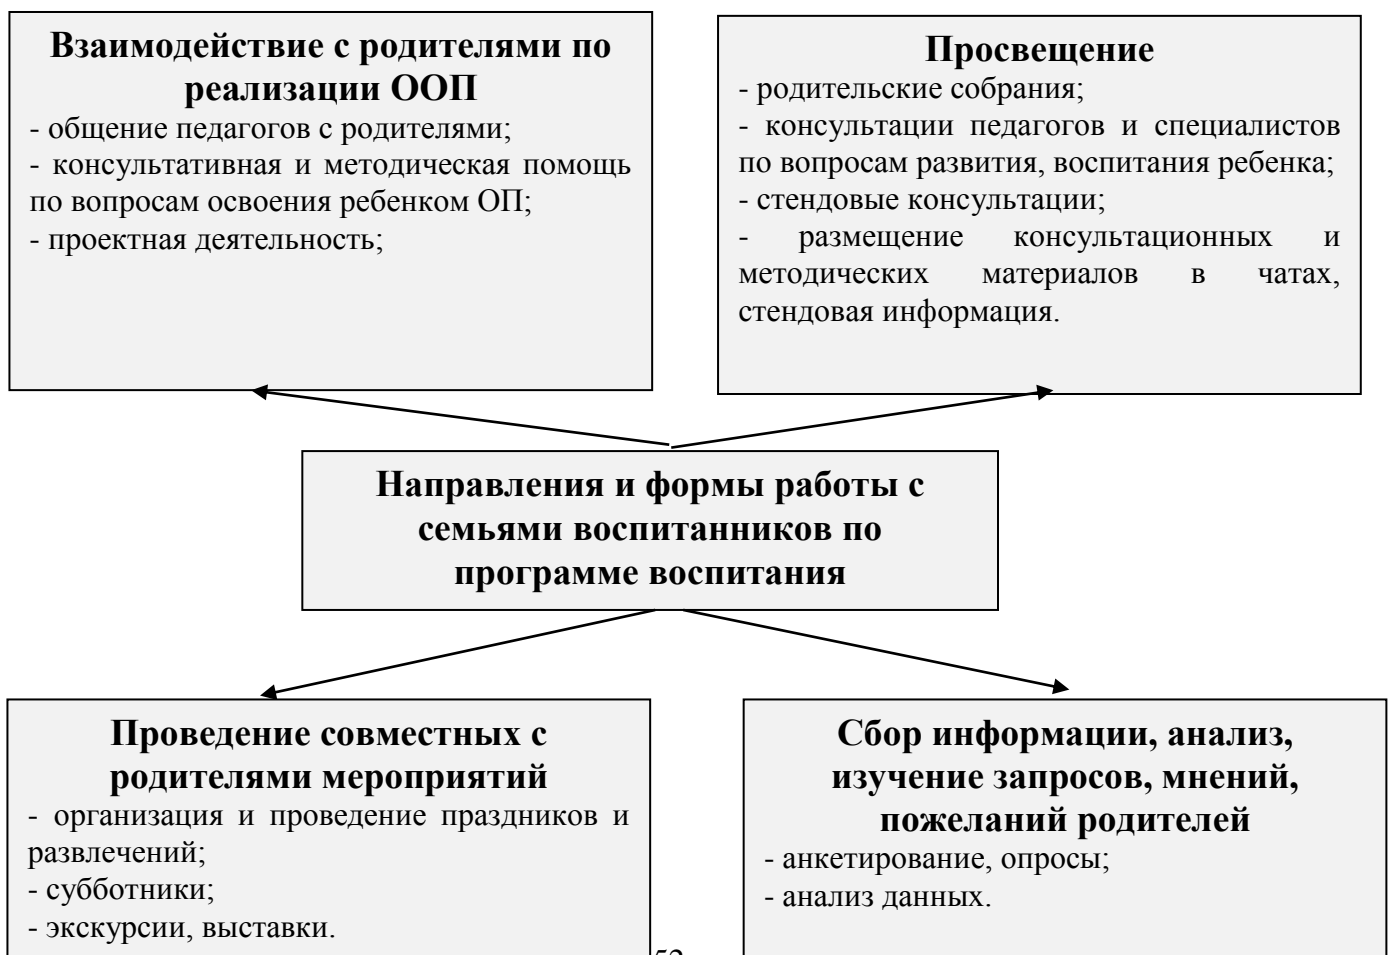 Взаимодействие с родителями по
реализации ООП
- общение педагогов с родителями;
- консультативная и методическая помощь
по вопросам освоения ребенком ОП;
- проектная деятельность;
Просвещение
- родительские собрания;
- консультации педагогов и специалистов
по вопросам развития, воспитания ребенка;
- стендовые консультации;
- размещение консультационных и
методических материалов в чатах,
стендовая информация.
Направления и формы работы с
семьями воспитанников по
программе воспитания
Проведение совместных с
родителями мероприятий
- организация и проведение праздников и
развлечений;
- субботники;
- экскурсии, выставки.
Сбор информации, анализ,
изучение запросов, мнений,
пожеланий родителей
- анкетирование, опросы;
- анализ данных.